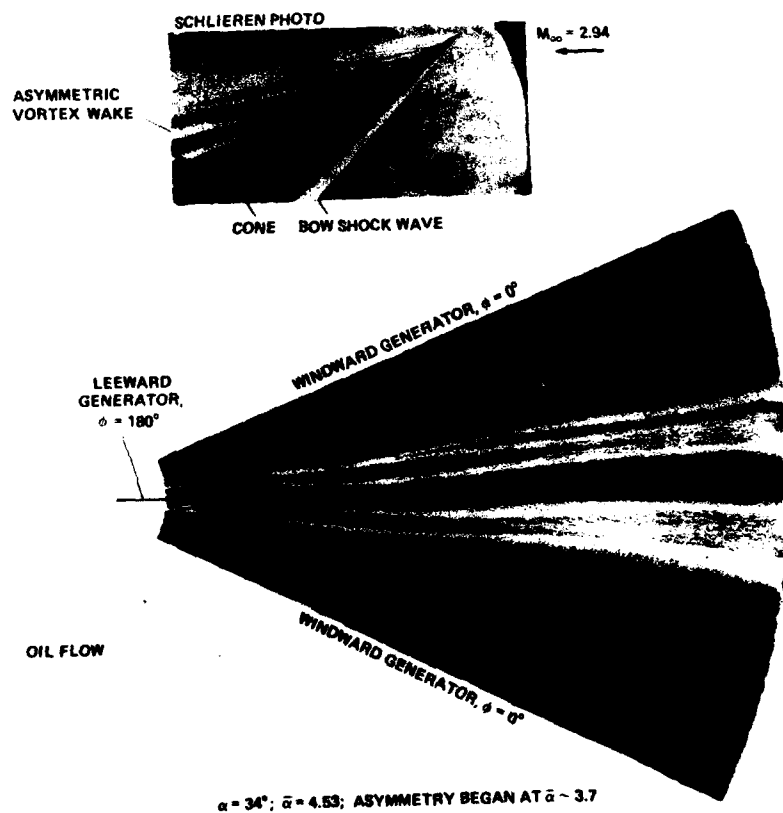 SCHLIEREN PHOTO
M∞ = 2.94
ASYMMETRIC
VORTEX WAKE
CONE
BOW SHOCK WAVE
WINDWARD GENERATOR, ϕ = 0°
LEEWARD
GENERATOR,
ϕ = 180°
OIL FLOW
WINDWARD GENERATOR, ϕ = 0°
α = 34°; ᾱ = 4.53; ASYMMETRY BEGAN AT ᾱ ~ 3.7